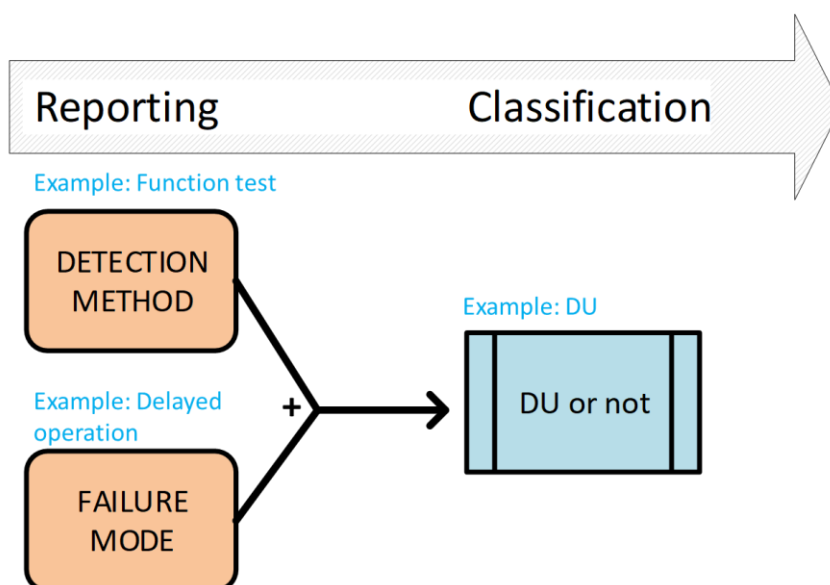 Reporting
Classification
Example: Function test
DETECTION
METHOD
Example: DU
DU or not
Example: Delayed
operation
+
FAILURE
MODE